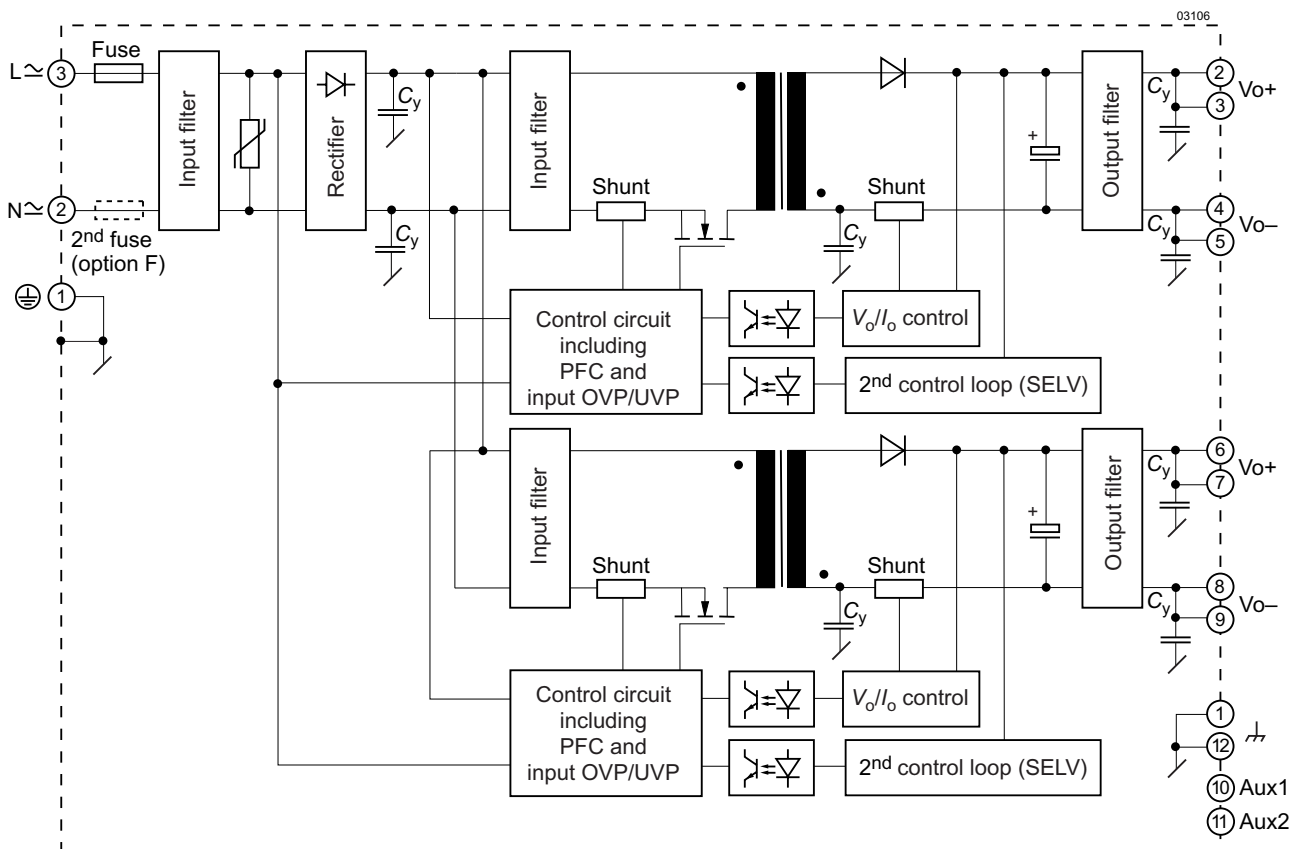 03106
Fuse
L
3
Input filter
Rectifier
Cy
Input filter
Shunt
Shunt
+
Output filter
Cy
2
3
Vo+
N
2
2nd fuse
(option F)
Cy
Cy
Cy
4
5
Vo–
1
Control circuit
including
PFC and
input OVP/UVP
Vo/Io control
2nd control loop (SELV)
Input filter
Shunt
Shunt
+
Output filter
Cy
6
7
Vo+
Cy
Cy
8
9
Vo–
Control circuit
including
PFC and
input OVP/UVP
Vo/Io control
2nd control loop (SELV)
1
12
10 Aux1
11 Aux2